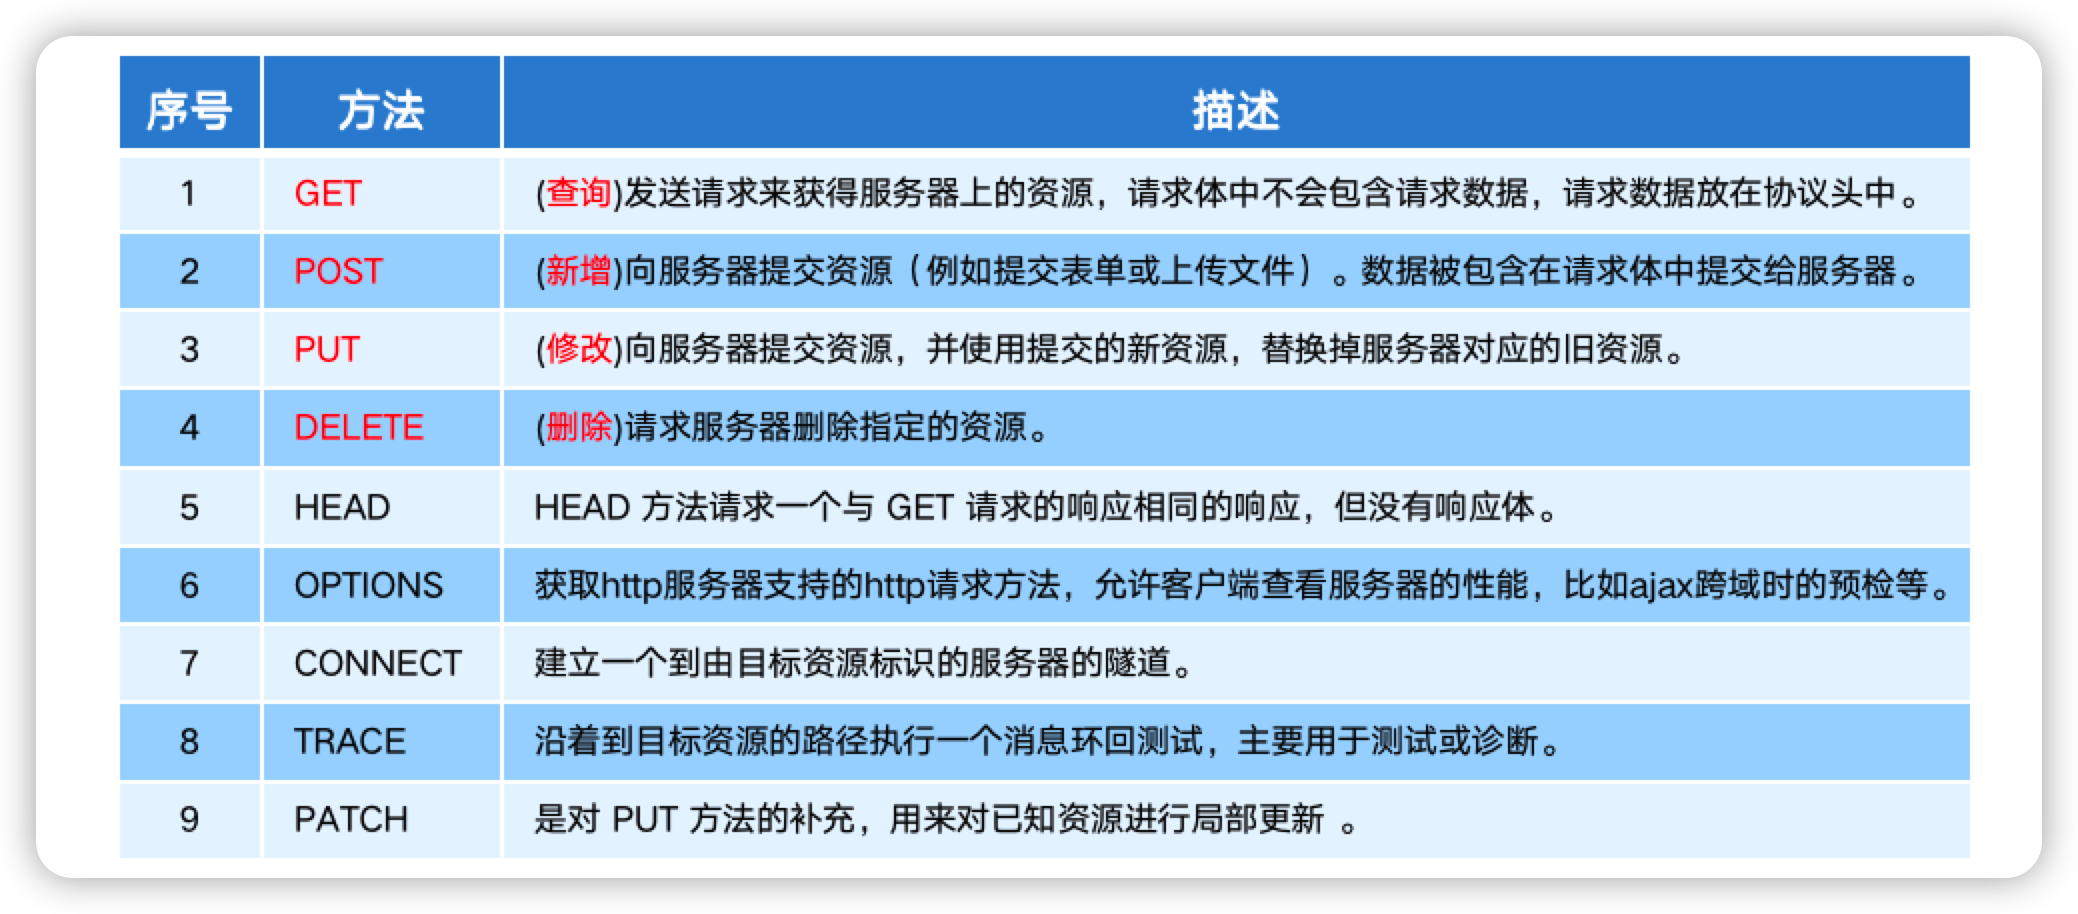 序号 方法 描述
1 GET (查询)发送请求来获得服务器上的资源，请求体中不会包含请求数据，请求数据放在协议头中。
2 POST (新增)向服务器提交资源（例如提交表单或上传文件）。数据被包含在请求体中提交给服务器。
3 PUT (修改)向服务器提交资源，并使用提交的新资源，替换掉服务器对应的旧资源。
4 DELETE (删除)请求服务器删除指定的资源。
5 HEAD HEAD 方法请求一个与 GET 请求的响应相同的响应，但没有响应体。
6 OPTIONS 获取http服务器支持的http请求方法，允许客户端查看服务器的性能，比如ajax跨域时的预检等。
7 CONNECT 建立一个到由目标资源标识的服务器的隧道。
8 TRACE 沿着到目标资源的路径执行一个消息环回测试，主要用于测试或诊断。
9 PATCH 是对 PUT 方法的补充，用来对已知资源进行局部更新 。